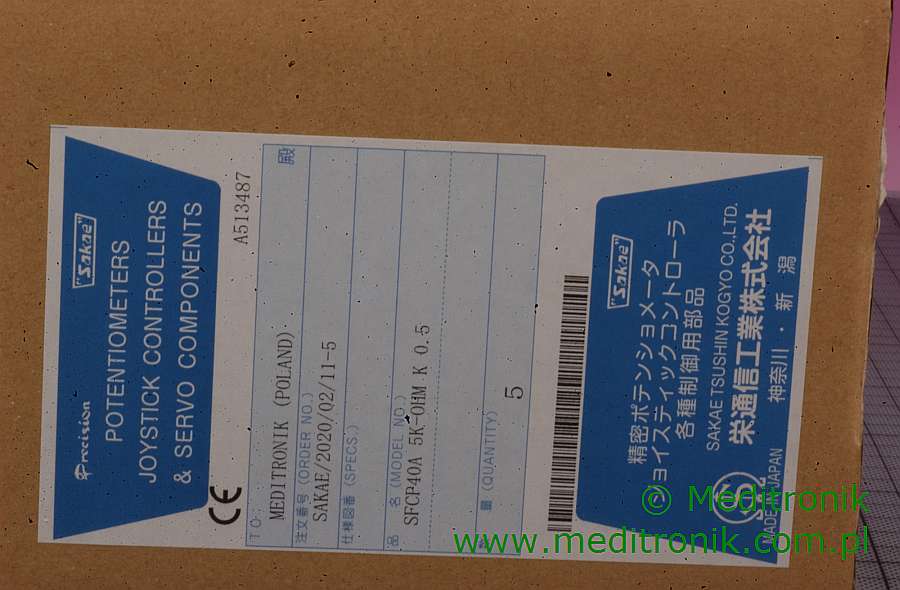 Sakae
Precision
POTENTIOMETERS
JOYSTICK CONTROLLERS
& SERVO COMPONENTS
CE
A513487
TO: MEDITRONIK (POLAND) 殿
注文番号 (ORDER NO.)
SAKAE/2020/02/11-5
仕様図番 (SPECS.)
品 名 (MODEL NO.)
SFCP40A 5K-OHM K 0.5
量 (QUANTITY)
5
Sakae
精密ポテンショメータ
ジョイスティックコントローラ
各種制御用部品
SAKAE TSUSHIN KOGYO CO.,LTD.
栄通信工業株式会社
神奈川・新潟
MADE IN JAPAN
© Meditronik
www.meditronik.com.pl